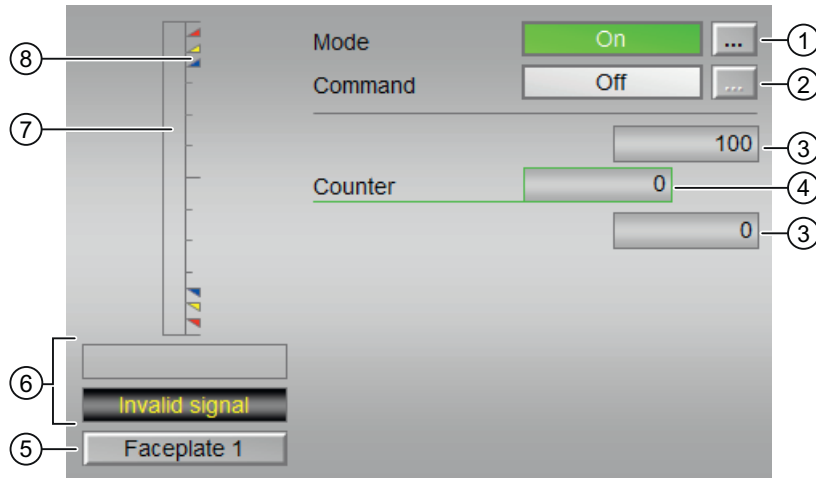 Mode On ... ①
Command Off ... ②
100 ③
Counter 0 ④
0 ③
⑧
⑦
⑥
Invalid signal
⑤ Faceplate 1